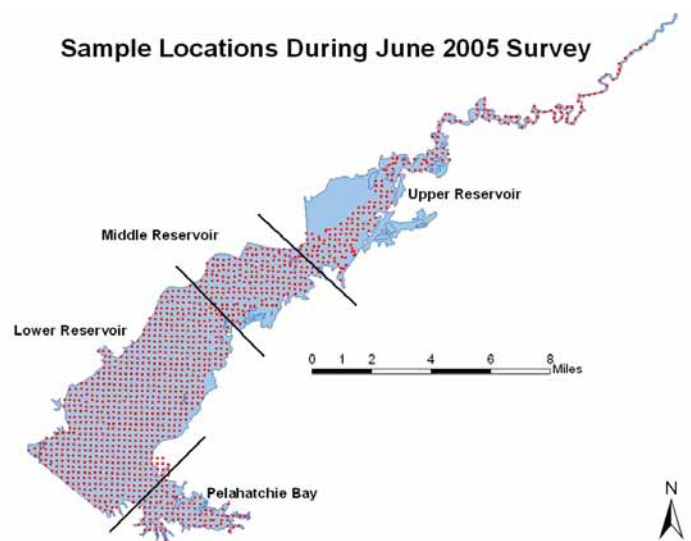 Sample Locations During June 2005 Survey
Upper Reservoir
Middle Reservoir
Lower Reservoir
0 1 2 4 6 8
Miles
Pelahatchie Bay
N